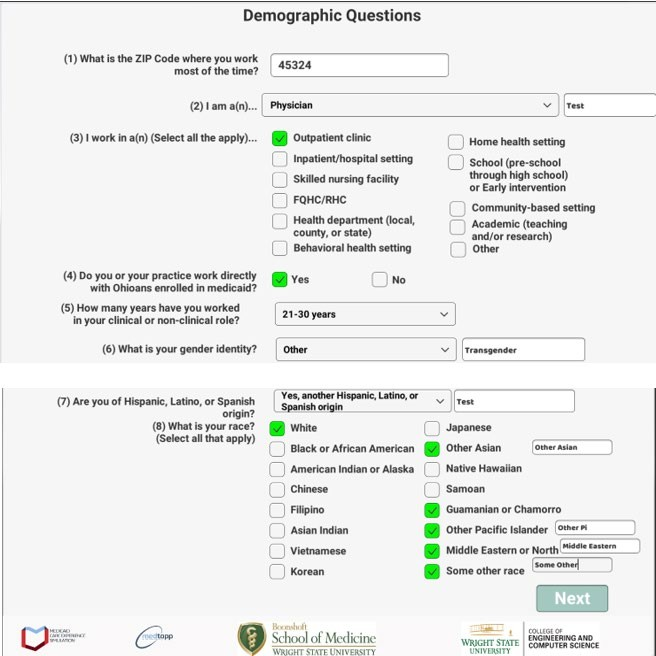 Demographic Questions
(1) What is the ZIP Code where you work
most of the time?
45324
(2) I am a(n)...
Physician
Test
(3) I work in a(n) (Select all the apply)...
Outpatient clinic
Inpatient/hospital setting
Skilled nursing facility
FQHC/RHC
Health department (local,
county, or state)
Behavioral health setting
Home health setting
School (pre-school
through high school)
or Early intervention
Community-based setting
Academic (teaching
and/or research)
Other
(4) Do you or your practice work directly
with Ohioans enrolled in medicaid?
Yes
No
(5) How many years have you worked
in your clinical or non-clinical role?
21-30 years
(6) What is your gender identity?
Other
Transgender
(7) Are you of Hispanic, Latino, or Spanish
origin?
Yes, another Hispanic, Latino, or
Spanish origin
Test
(8) What is your race?
(Select all that apply)
White
Black or African American
American Indian or Alaska
Chinese
Filipino
Asian Indian
Vietnamese
Korean
Japanese
Other Asian
Other Asian
Native Hawaiian
Samoan
Guamanian or Chamorro
Other Pacific Islander
Other Pi
Middle Eastern or North
Middle Eastern
Some other race
Some Other
Next
MEDICAID
CARE EXPERIENCE
SIMULATION
medtapp
Boonshoft
School of Medicine
WRIGHT STATE UNIVERSITY
WRIGHT STATE
UNIVERSITY
COLLEGE OF
ENGINEERING AND
COMPUTER SCIENCE